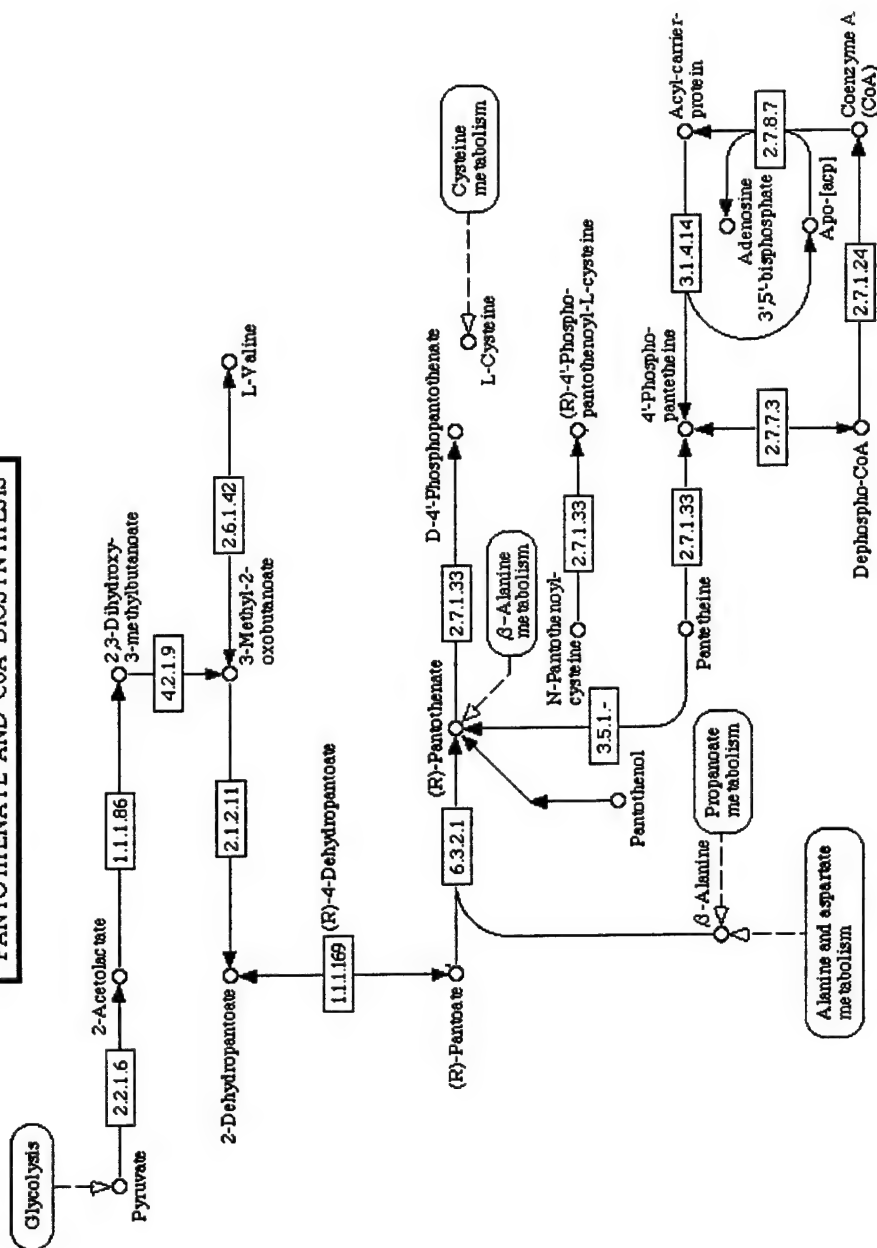 PANTOTHENATE AND CoA BIOSYNTHESIS
Glycolysis
Pyruvate
2.2.1.6
2-Acetolactate
1.1.1.86
2,3-Dihydroxy-
3-methylbutanoate
4.2.1.9
2-Dehydropantoate
2.1.2.11
3-Methyl-2-
oxobutanoate
2.6.1.42
L-Valine
1.1.1.169
(R)-4-Dehydropantoate
(R)-Pantoate
6.3.2.1
(R)-Pantothenate
2.7.1.33
D-4'-Phosphopantothenate
L-Cysteine
Cysteine
metabolism
β-Alanine
metabolism
Pantothenol
N-Pantothenoyl-
cysteine
2.7.1.33
(R)-4'-Phospho-
pantothenoyl-L-cysteine
3.5.1.-
Pantetheine
2.7.1.33
4'-Phospho-
pantetheine
3.1.4.14
Acyl-carrier-
protein
β-Alanine
Propanoate
metabolism
Alanine and aspartate
metabolism
2.7.7.3
Adenosine
3',5'-bisphosphate
2.7.8.7
Apo-[acp]
Dephospho-CoA
2.7.1.24
Coenzyme A
(CoA)